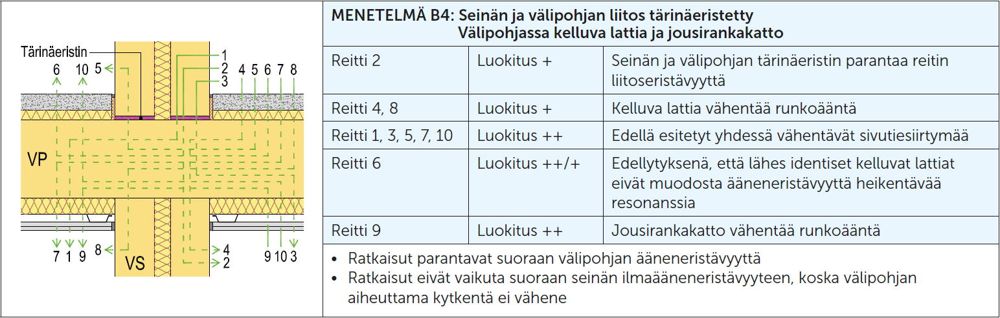 Tärinäeristin
1
6 10 5 2 4 5 6 7 8
3
VP
7 1 9 8 VS 4 9 10 3
2
MENETELMÄ B4: Seinän ja välipohjan liitos tärinäeristetty
Välipohjassa kelluva lattia ja jousirankakatto
Reitti 2 Luokitus + Seinän ja välipohjan tärinäeristin parantaa reitin
liitoseristävyyttä
Reitti 4, 8 Luokitus + Kelluva lattia vähentää runkoääntä
Reitti 1, 3, 5, 7, 10 Luokitus ++ Edellä esitetyt yhdessä vähentävät sivutiesiirtymää
Reitti 6 Luokitus ++/+ Edellytyksenä, että lähes identiset kelluvat lattiat
eivät muodosta ääneneristävyyttä heikentävää
resonanssia
Reitti 9 Luokitus ++ Jousirankakatto vähentää runkoääntä
• Ratkaisut parantavat suoraan välipohjan ääneneristävyyttä
• Ratkaisut eivät vaikuta suoraan seinän ilmaääneneristävyyteen, koska välipohjan
aiheuttama kytkentä ei vähene